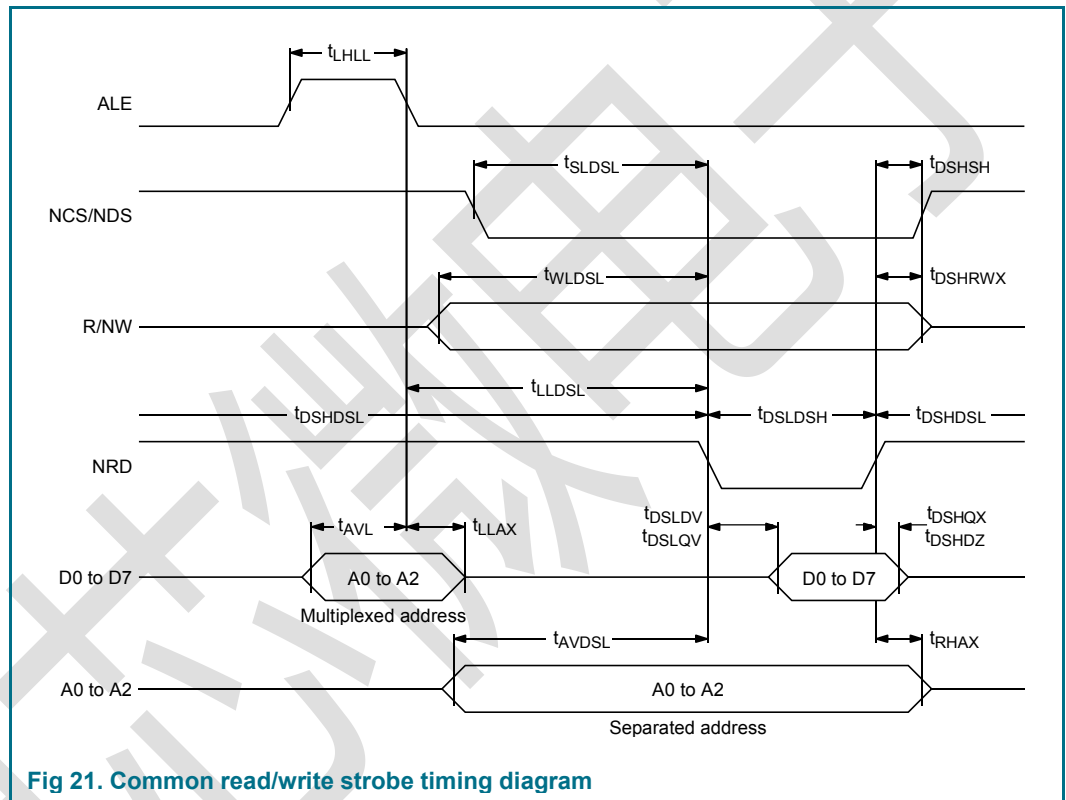 tLHLL
ALE
tSLDSL
tDSHSH
NCS/NDS
tWLDSL
tDSHRWX
R/NW
tLLDSL
tDSHDSL
tDSLDSH
tDSHDSL
NRD
tAVL
tLLAX
tDSLDV
tDSLQV
tDSHQX
tDSHDZ
D0 to D7
A0 to A2
D0 to D7
Multiplexed address
tAVDSL
tRHAX
A0 to A2
A0 to A2
Separated address
Fig 21. Common read/write strobe timing diagram